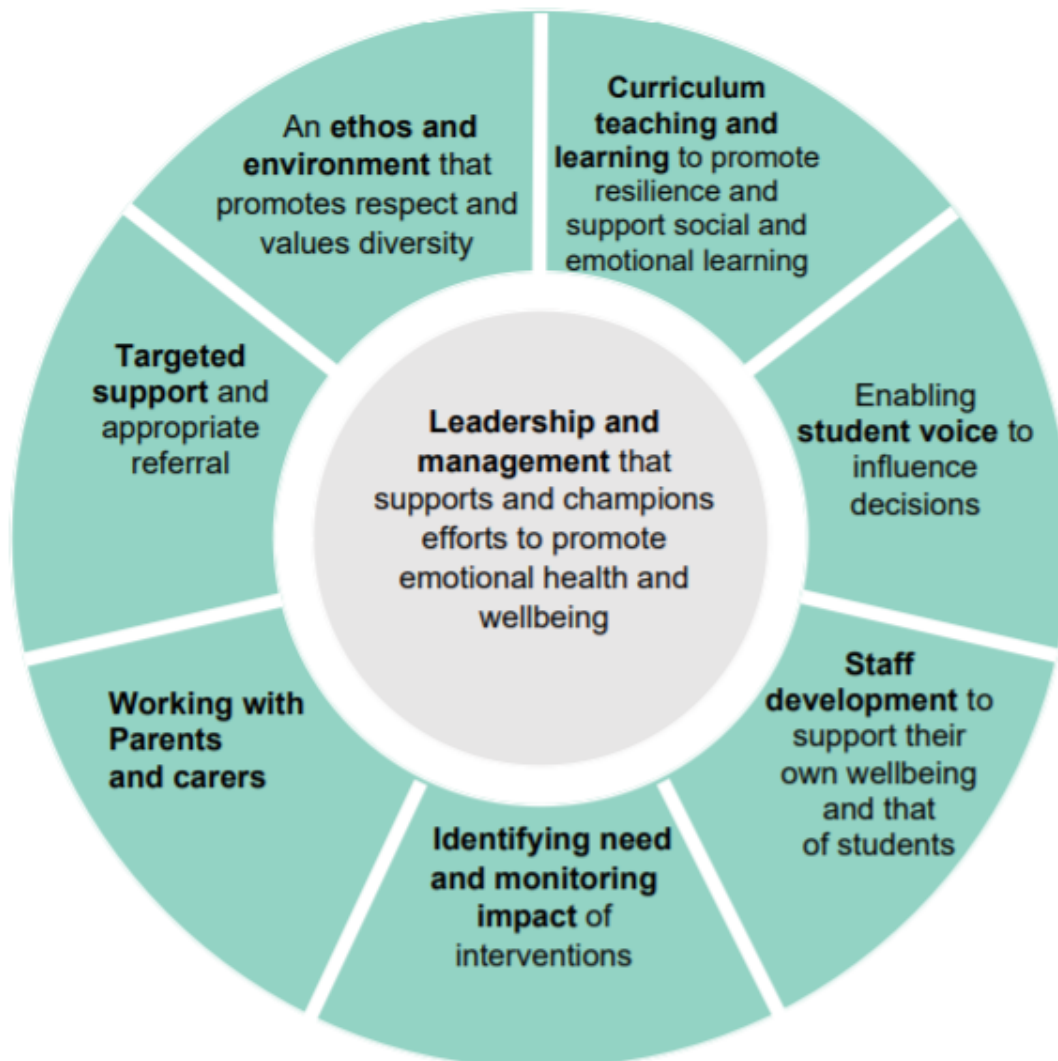 Curriculum
teaching and
learning to promote
resilience and
support social and
emotional learning
Enabling
student voice to
influence
decisions
Staff
development to
support their
own wellbeing
and that
of students
Identifying need
and monitoring
impact of
interventions
Working with
Parents
and carers
Targeted
support and
appropriate
referral
An ethos and
environment that
promotes respect and
values diversity
Leadership and
management that
supports and champions
efforts to promote
emotional health and
wellbeing